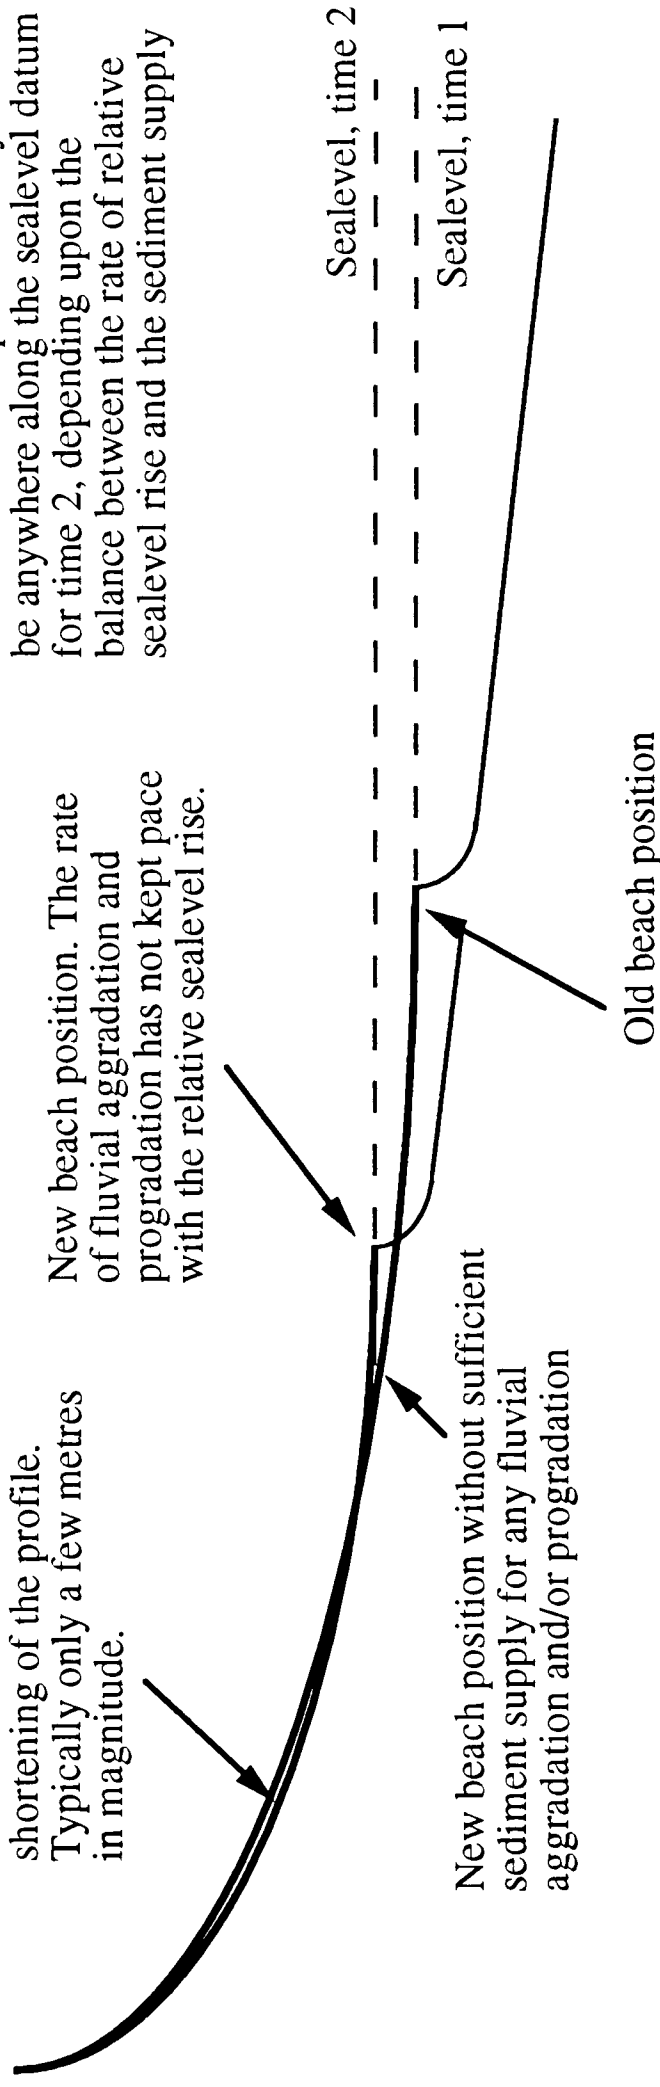 shortening of the profile.
Typically only a few metres
in magnitude.
New beach position. The rate
of fluvial aggradation and
progradation has not kept pace
with the relative sealevel rise.
be anywhere along the sealevel datum
for time 2, depending upon the
balance between the rate of relative
sealevel rise and the sediment supply
Sealevel, time 2
Sealevel, time 1
New beach position without sufficient
sediment supply for any fluvial
aggradation and/or progradation
Old beach position